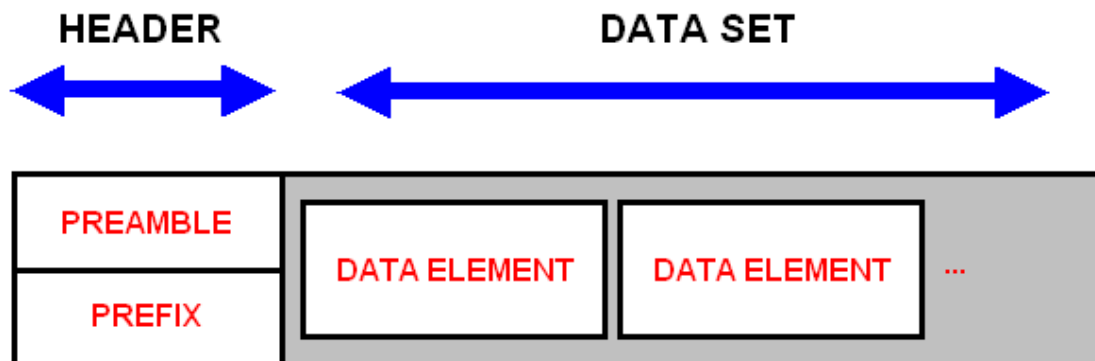 HEADER
DATA SET
PREAMBLE
PREFIX
DATA ELEMENT
DATA ELEMENT
...